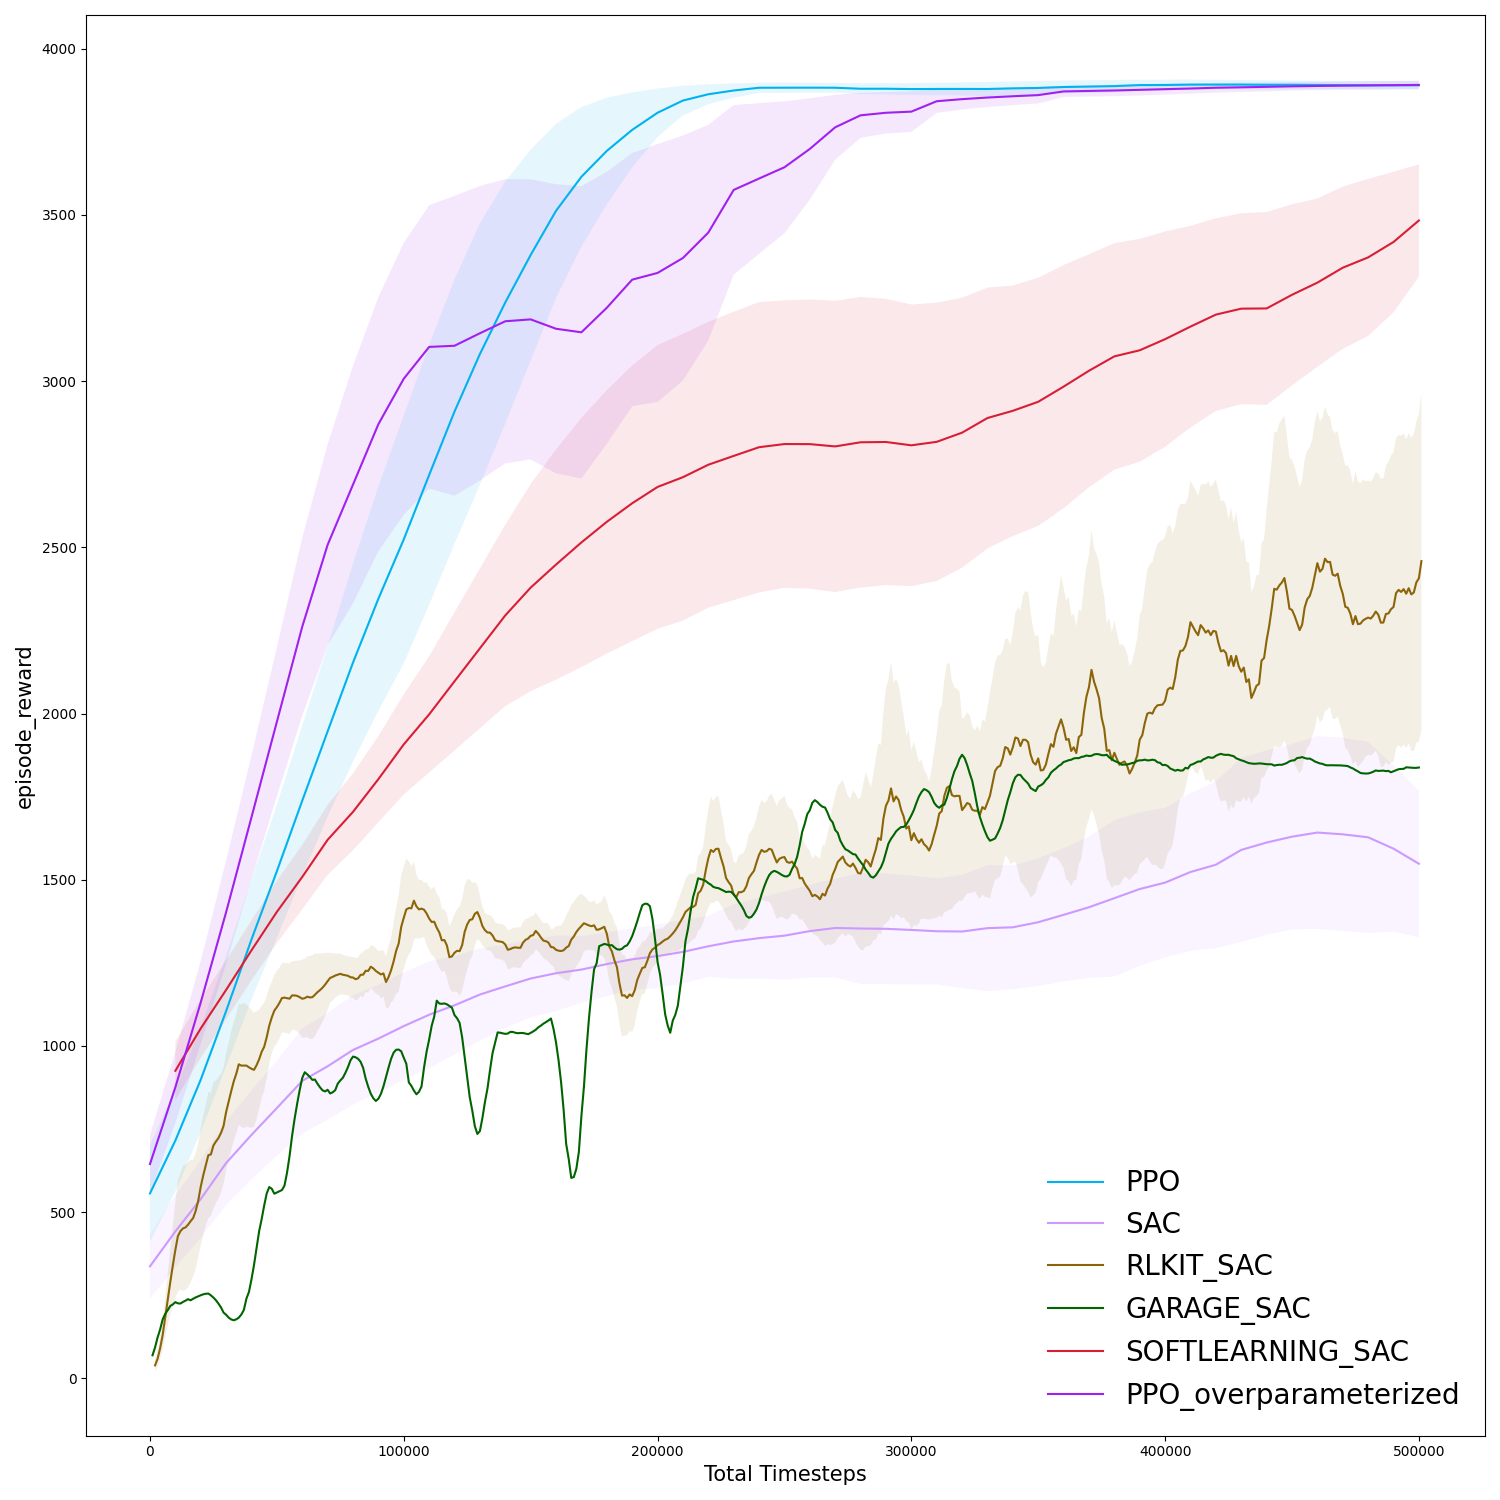 4000
3500
3000
2500
2000
1500
1000
500
0
episode_reward
0 100000 200000 300000 400000 500000
Total Timesteps
PPO
SAC
RLKIT_SAC
GARAGE_SAC
SOFTLEARNING_SAC
PPO_overparameterized